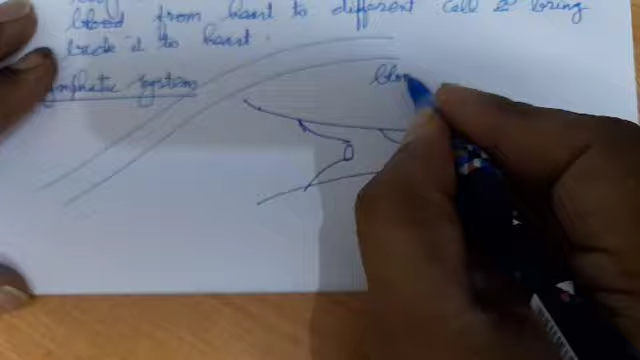 blood from heart to different cell & bring
back it to heart.
lymphatic system
blo